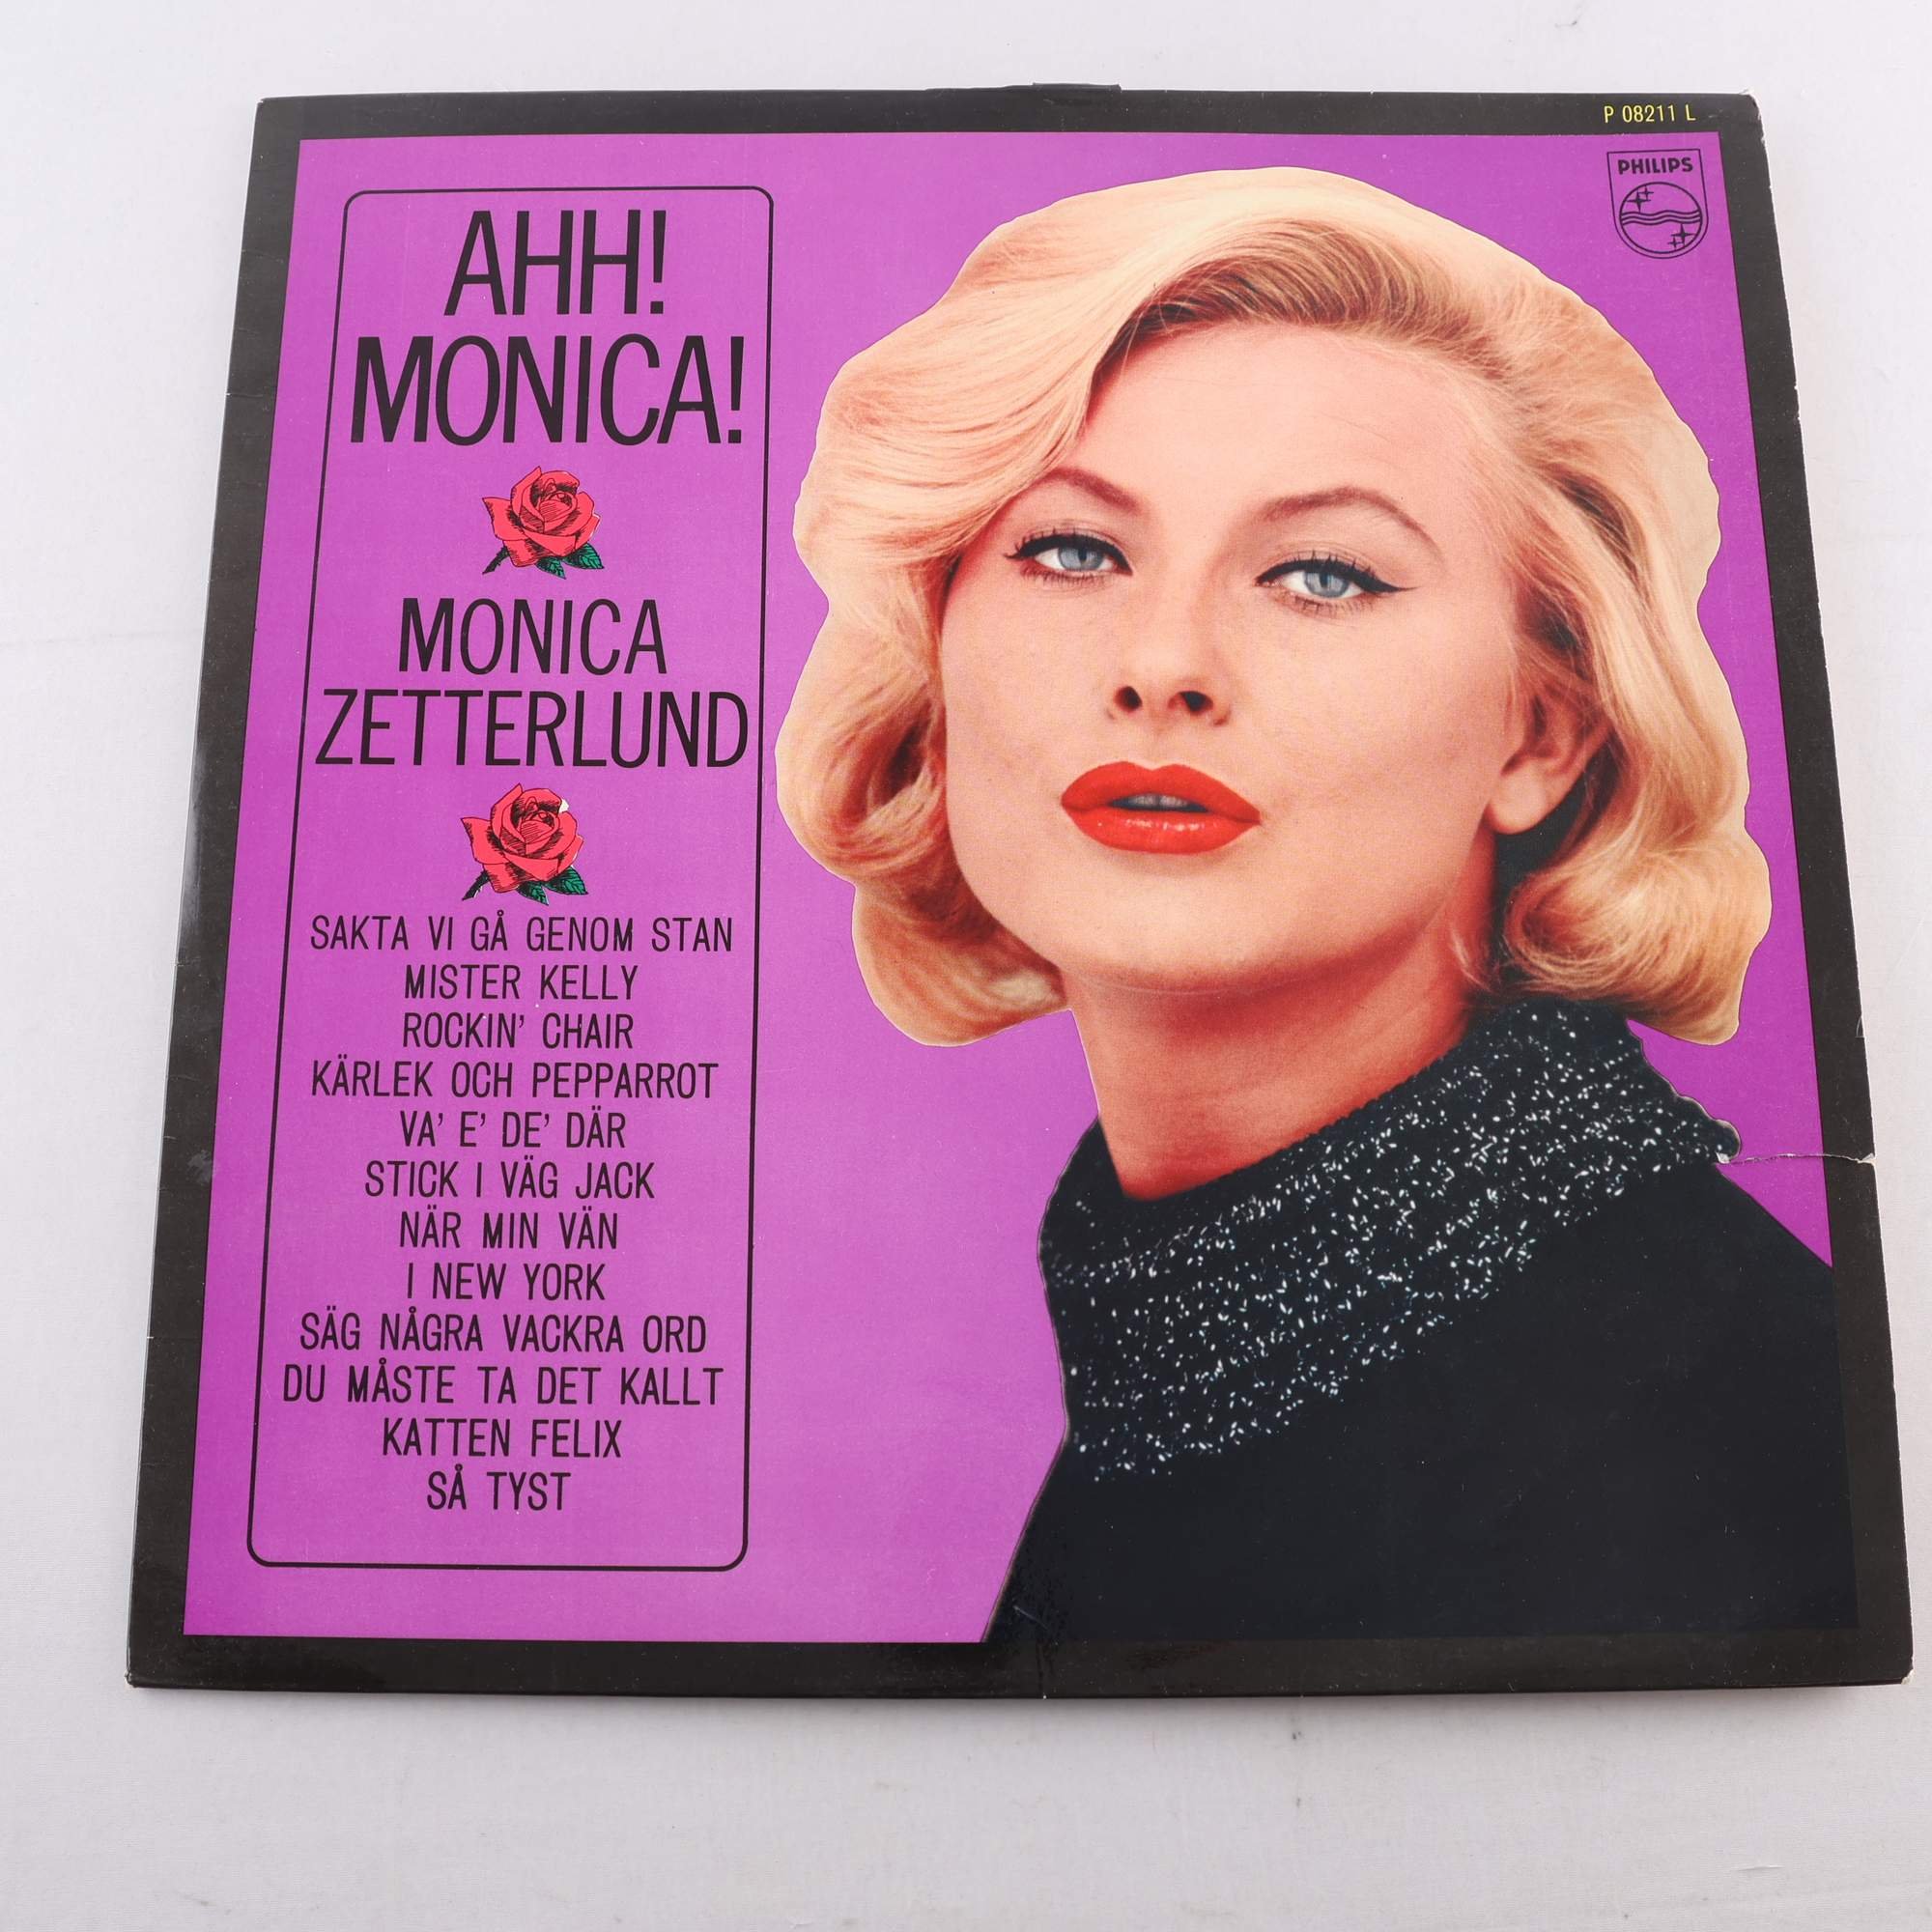 P 08211 L
PHILIPS
AHH!
MONICA!
MONICA
ZETTERLUND
SAKTA VI GÅ GENOM STAN
MISTER KELLY
ROCKIN' CHAIR
KÄRLEK OCH PEPPARROT
VA' E' DE' DÄR
STICK I VÄG JACK
NÄR MIN VÄN
I NEW YORK
SÄG NÅGRA VACKRA ORD
DU MÅSTE TA DET KALLT
KATTEN FELIX
SÅ TYST